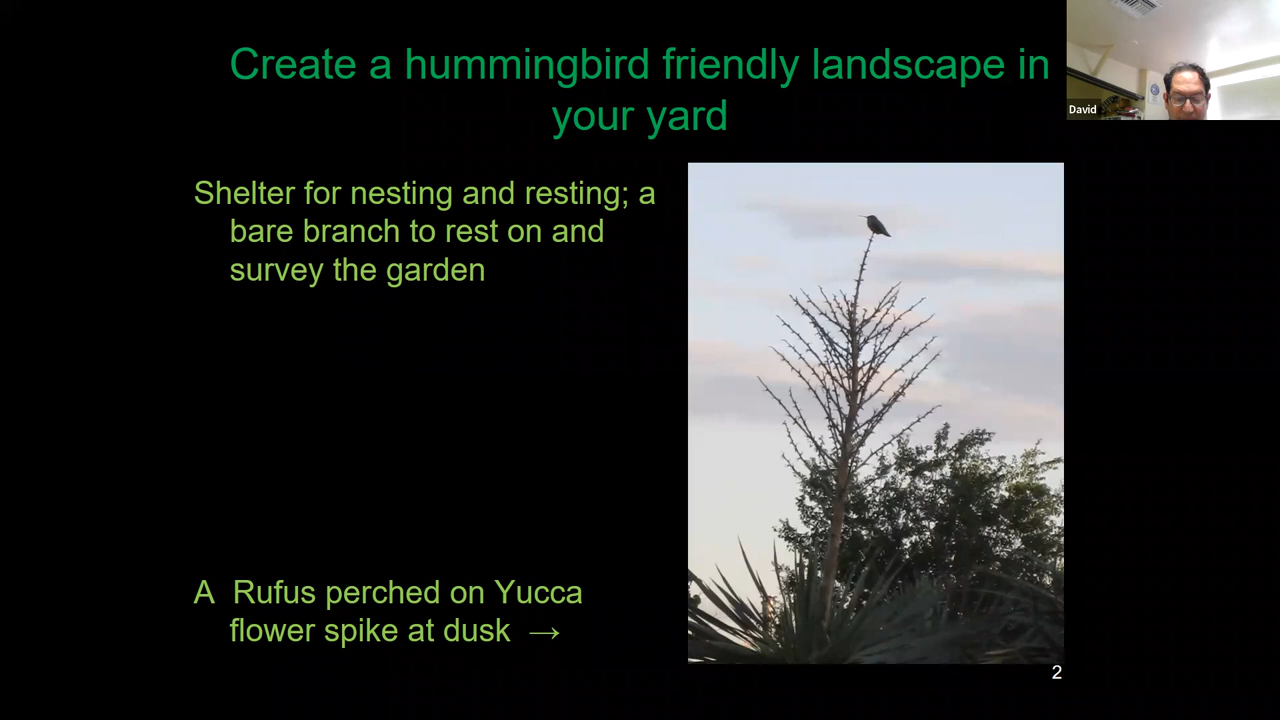 Create a hummingbird friendly landscape in
your yard
David
Shelter for nesting and resting; a
bare branch to rest on and
survey the garden
A Rufus perched on Yucca
flower spike at dusk →
2